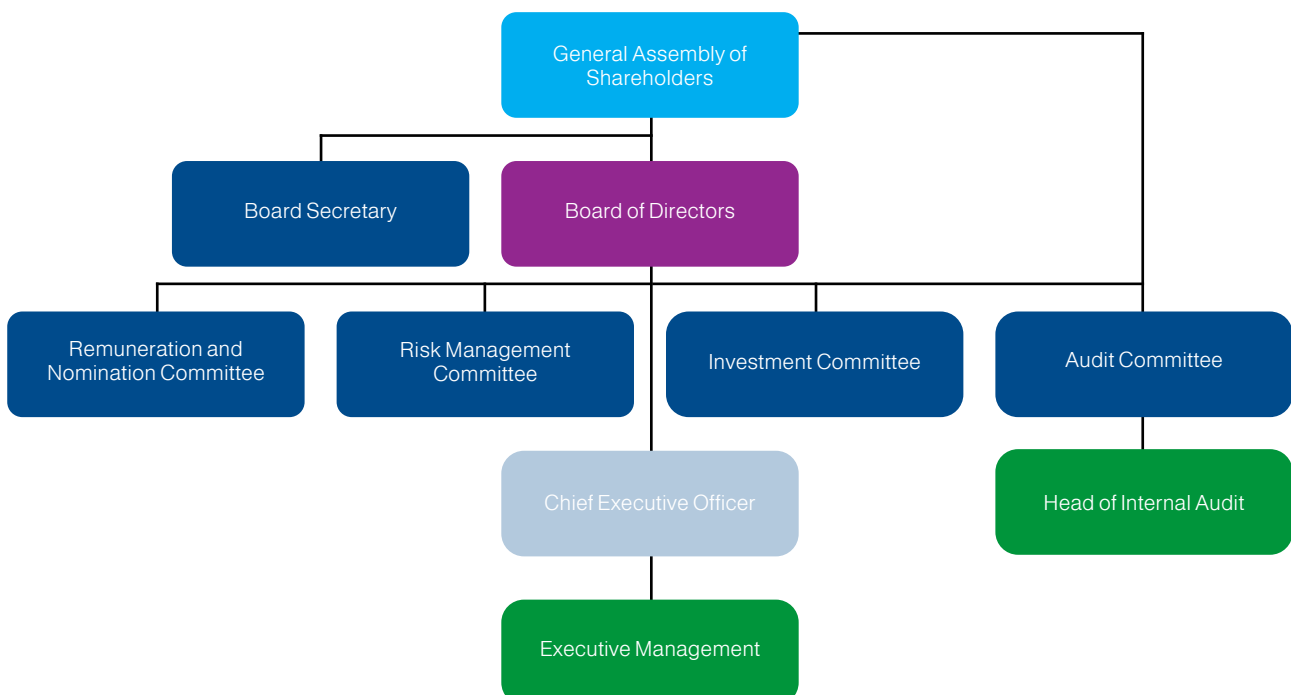 General Assembly of
Shareholders
Board Secretary
Board of Directors
Remuneration and
Nomination Committee
Risk Management
Committee
Investment Committee
Audit Committee
Chief Executive Officer
Head of Internal Audit
Executive Management